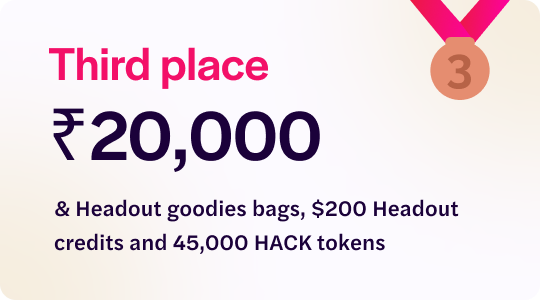 Third place
3
₹20,000
& Headout goodies bags, $200 Headout
credits and 45,000 HACK tokens